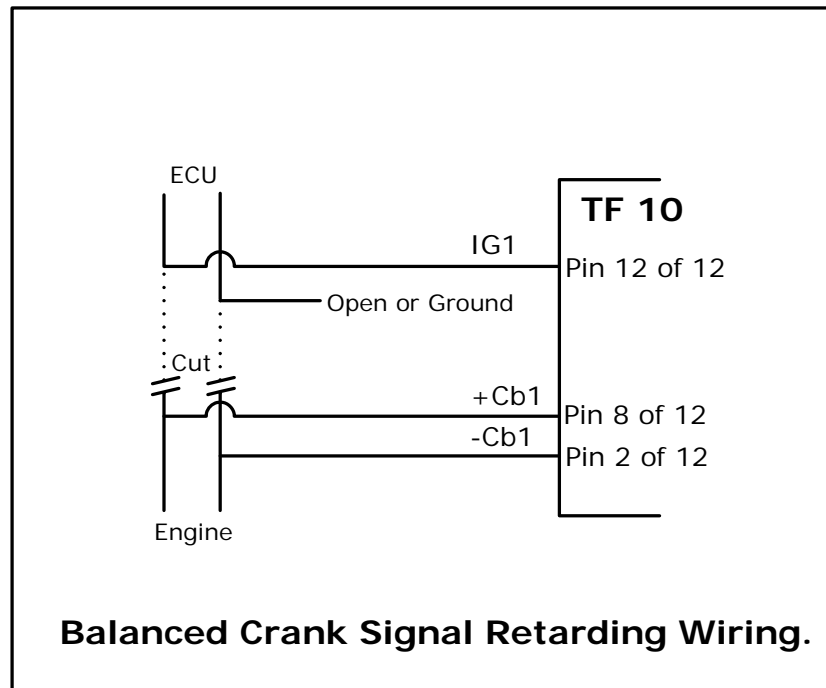 ECU
TF 10
IG1
Pin 12 of 12
Open or Ground
Cut
+Cb1
Pin 8 of 12
-Cb1
Pin 2 of 12
Engine
Balanced Crank Signal Retarding Wiring.